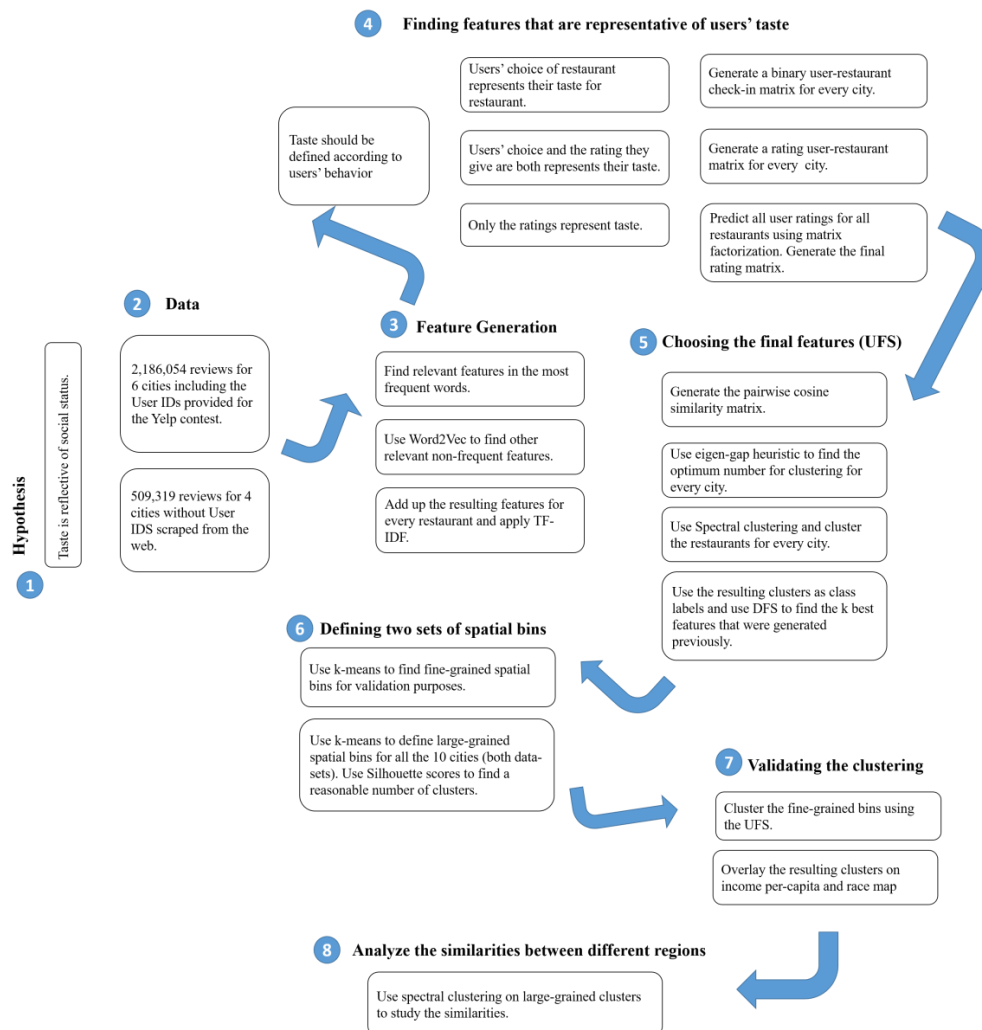 1
Hypothesis
Taste is reflective of social status.
2
Data
2,186,054 reviews for
6 cities including the
User IDs provided for
the Yelp contest.
509,319 reviews for 4
cities without User
IDS scraped from the
web.
3
Feature Generation
Find relevant features in the most
frequent words.
Use Word2Vec to find other
relevant non-frequent features.
Add up the resulting features for
every restaurant and apply TF-
IDF.
4
Finding features that are representative of users' taste
Taste should be
defined according to
users' behavior
Users' choice of restaurant
represents their taste for
restaurant.
Users' choice and the rating they
give are both represents their taste.
Only the ratings represent taste.
Generate a binary user-restaurant
check-in matrix for every city.
Generate a rating user-restaurant
matrix for every city.
Predict all user ratings for all
restaurants using matrix
factorization. Generate the final
rating matrix.
5
Choosing the final features (UFS)
Generate the pairwise cosine
similarity matrix.
Use eigen-gap heuristic to find the
optimum number for clustering for
every city.
Use Spectral clustering and cluster
the restaurants for every city.
Use the resulting clusters as class
labels and use DFS to find the k best
features that were generated
previously.
6
Defining two sets of spatial bins
Use k-means to find fine-grained spatial
bins for validation purposes.
Use k-means to define large-grained
spatial bins for all the 10 cities (both data-
sets). Use Silhouette scores to find a
reasonable number of clusters.
7
Validating the clustering
Cluster the fine-grained bins using
the UFS.
Overlay the resulting clusters on
income per-capita and race map
8
Analyze the similarities between different regions
Use spectral clustering on large-grained clusters
to study the similarities.